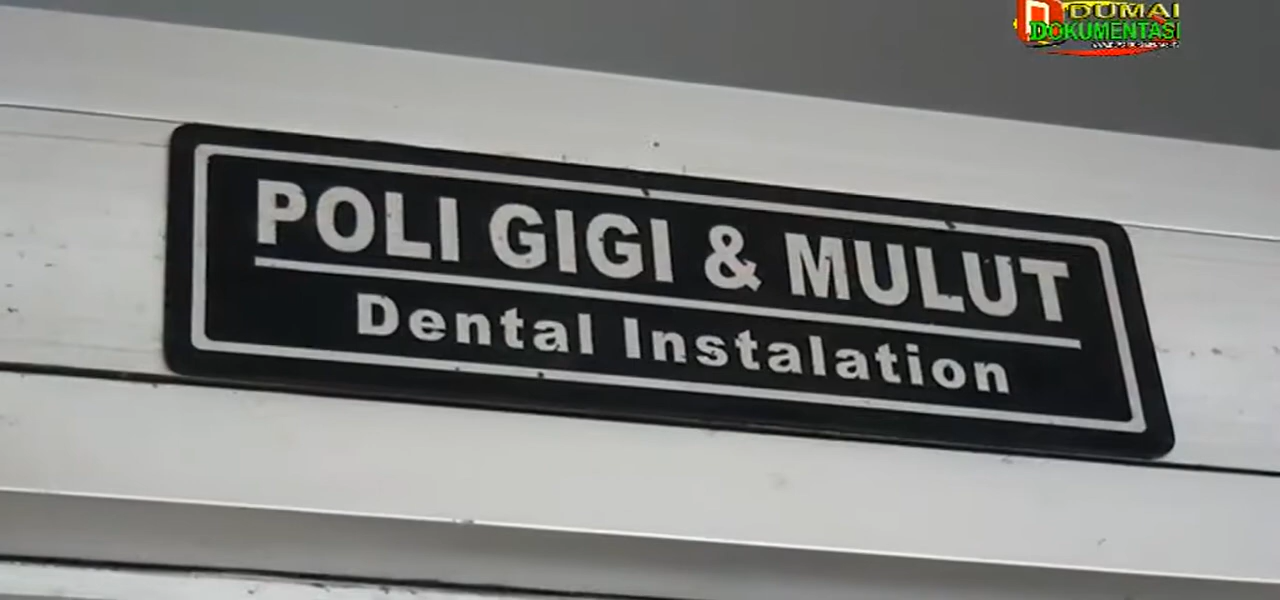 DUMAI
DOKUMENTASI
POLI GIGI & MULUT
Dental Instalation